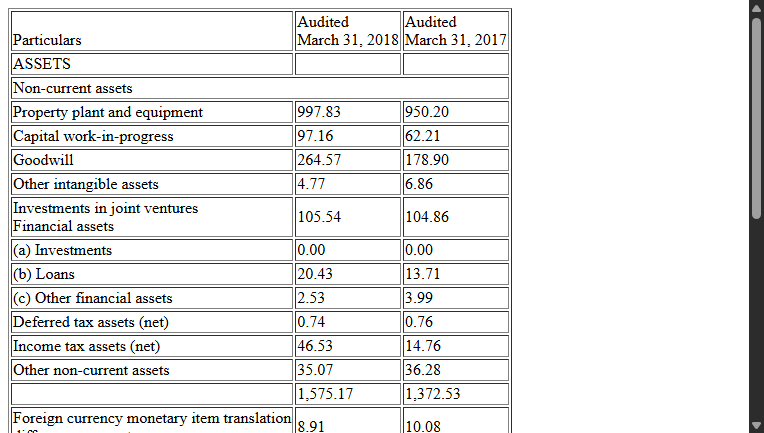 Particulars Audited March 31, 2018 Audited March 31, 2017
ASSETS
Non-current assets
Property plant and equipment 997.83 950.20
Capital work-in-progress 97.16 62.21
Goodwill 264.57 178.90
Other intangible assets 4.77 6.86
Investments in joint ventures
Financial assets 105.54 104.86
(a) Investments 0.00 0.00
(b) Loans 20.43 13.71
(c) Other financial assets 2.53 3.99
Deferred tax assets (net) 0.74 0.76
Income tax assets (net) 46.53 14.76
Other non-current assets 35.07 36.28
1,575.17 1,372.53
Foreign currency monetary item translation 8.91 10.08